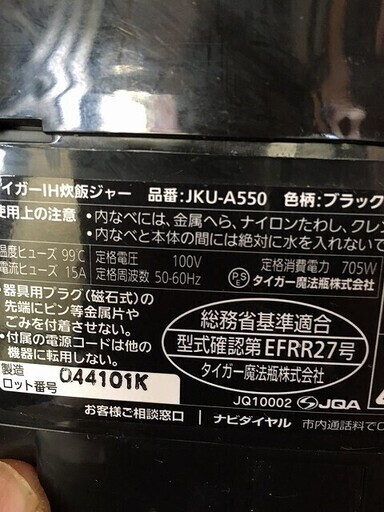 イガーIH炊飯ジャー 品番:JKU-A550 色柄:ブラック
使用上の注意
・内なべには、金属へら、ナイロンたわし、クレ
・内なべと本体の間には絶対に水を入れない
温度ヒューズ 99℃
電流ヒューズ 15A
定格電圧 100V
定格周波数 50-60Hz
PSE
定格消費電力 705W
タイガー魔法瓶株式会社
・器具用プラグ(磁石式)の
先端にピン等金属片や
ごみを付着させない。
・付属の電源コードは他の
機器に転用しない。
総務省基準適合
型式確認第EFRR27号
タイガー魔法瓶株式会社
製造
ロット番号
044101K
JQ10002 JQA
お客様ご相談窓口 ナビダイヤル 市内通話料で